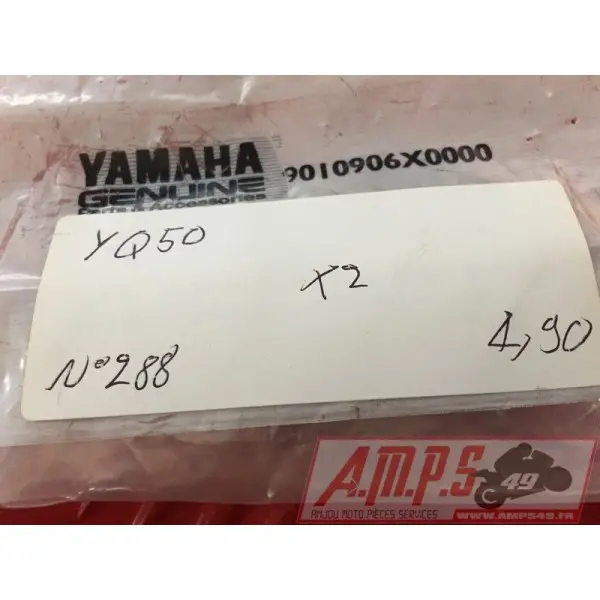 YAMAHA
GENUINE
Parts & Accessories
9010906X0000
YQ50
X2
N°288
4,90
A.M.P.S
49
ANJOU MOTO PIÈCES SERVICES
WWW.AMPS49.FR